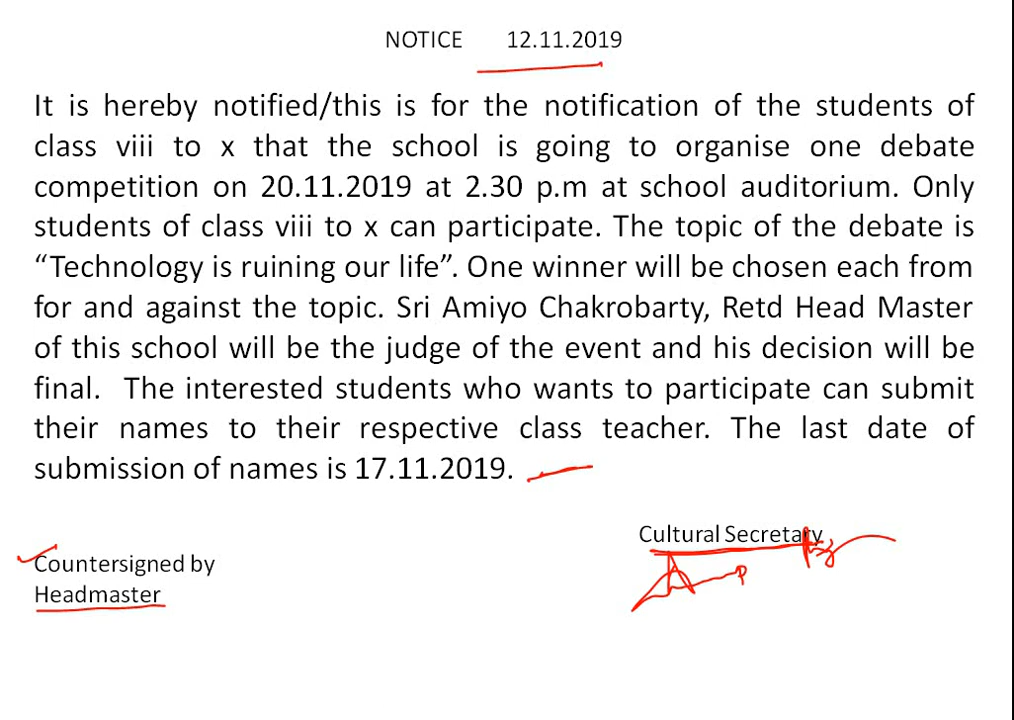 NOTICE 12.11.2019
It is hereby notified/this is for the notification of the students of
class viii to x that the school is going to organise one debate
competition on 20.11.2019 at 2.30 p.m at school auditorium. Only
students of class viii to x can participate. The topic of the debate is
“Technology is ruining our life”. One winner will be chosen each from
for and against the topic. Sri Amiyo Chakrobarty, Retd Head Master
of this school will be the judge of the event and his decision will be
final. The interested students who wants to participate can submit
their names to their respective class teacher. The last date of
submission of names is 17.11.2019.
Cultural Secretary
Countersigned by
Headmaster